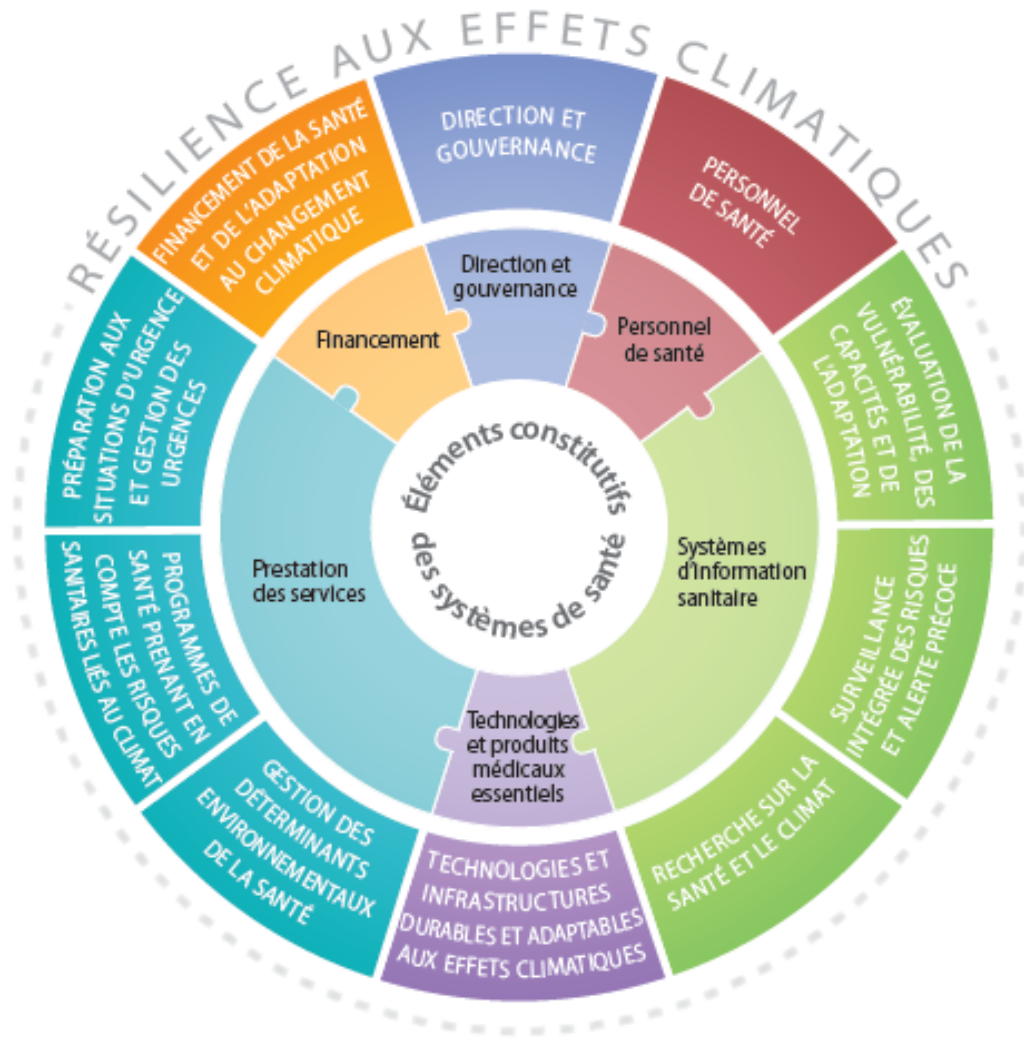 RÉSILIENCE AUX EFFETS CLIMATIQUES
DIRECTION ET
GOUVERNANCE
PERSONNEL
DE SANTÉ
ÉVALUATION DE LA
VULNÉRABILITÉ, DES
CAPACITÉS ET DE
L'ADAPTATION
SURVEILLANCE
INTÉGRÉE DES RISQUES
ET ALERTE PRÉCOCE
RECHERCHE SUR LA
SANTÉ ET LE CLIMAT
TECHNOLOGIES ET
INFRASTRUCTURES
DURABLES ET ADAPTABLES
AUX EFFETS CLIMATIQUES
GESTION DES
DÉTERMINANTS
ENVIRONNEMENTAUX
DE LA SANTÉ
PROGRAMMES DE
SANTÉ PRENANT EN
COMPTE LES RISQUES
SANITAIRES LIÉS AU CLIMAT
PRÉPARATION AUX
SITUATIONS D'URGENCE
ET GESTION DES
URGENCES
FINANCEMENT DE LA SANTÉ
ET DE L'ADAPTATION
AU CHANGEMENT
CLIMATIQUE
Direction et
gouvernance
Personnel
de santé
Systèmes
d'information
sanitaire
Technologies
et produits
médicaux
essentiels
Prestation
des services
Financement
Éléments constitutifs
des systèmes de santé